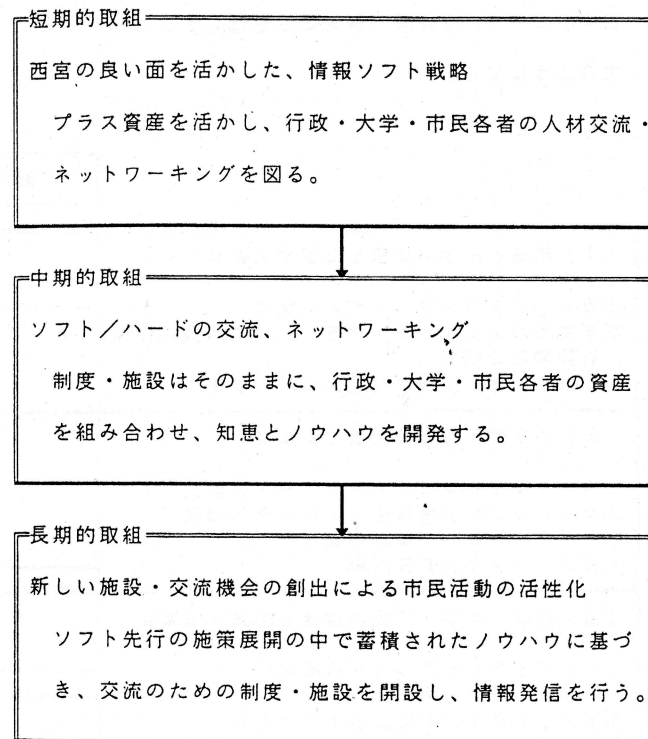 短期的取組
西宮の良い面を活かした、情報ソフト戦略
プラス資産を活かし、行政・大学・市民各者の人材交流・
ネットワーキングを図る。
中期的取組
ソフト／ハードの交流、ネットワーキング
制度・施設はそのままに、行政・大学・市民各者の資産
を組み合わせ、知恵とノウハウを開発する。
長期的取組
新しい施設・交流機会の創出による市民活動の活性化
ソフト先行の施策展開の中で蓄積されたノウハウに基づ
き、交流のための制度・施設を開設し、情報発信を行う。